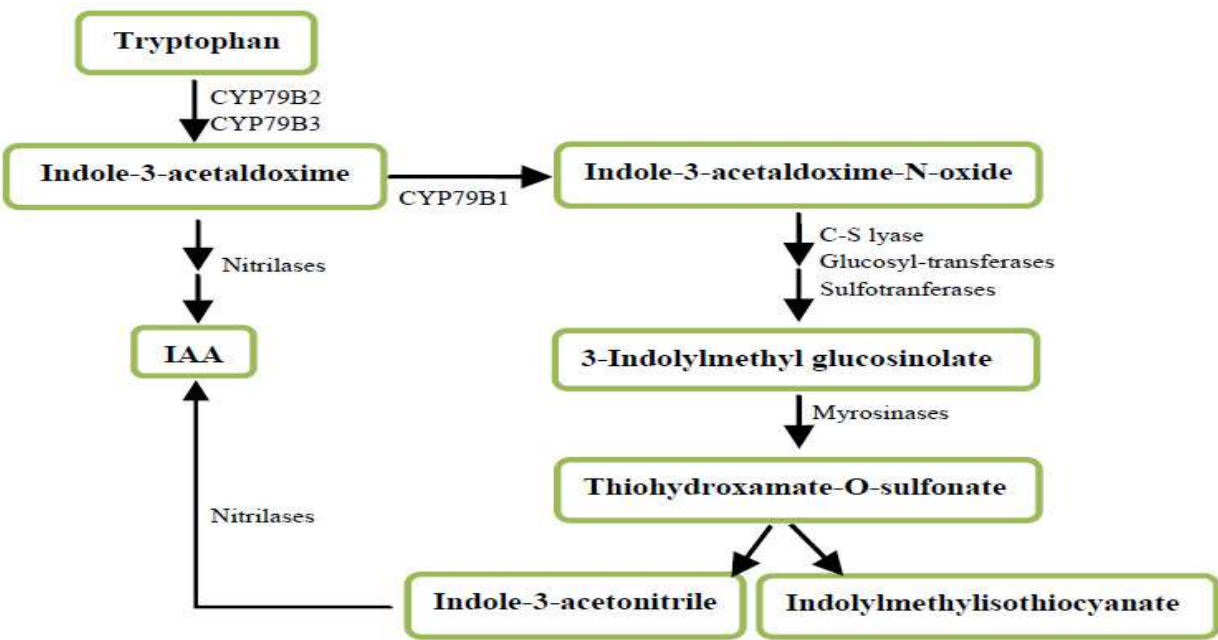 Tryptophan
CYP79B2
CYP79B3
Indole-3-acetaldoxime
CYP79B1
Indole-3-acetaldoxime-N-oxide
Nitrilases
C-S lyase
Glucosyl-transferases
Sulfotranferases
IAA
3-Indolylmethyl glucosinolate
Myrosinases
Thiohydroxamate-O-sulfonate
Nitrilases
Indole-3-acetonitrile
Indolylmethylisothiocyanate